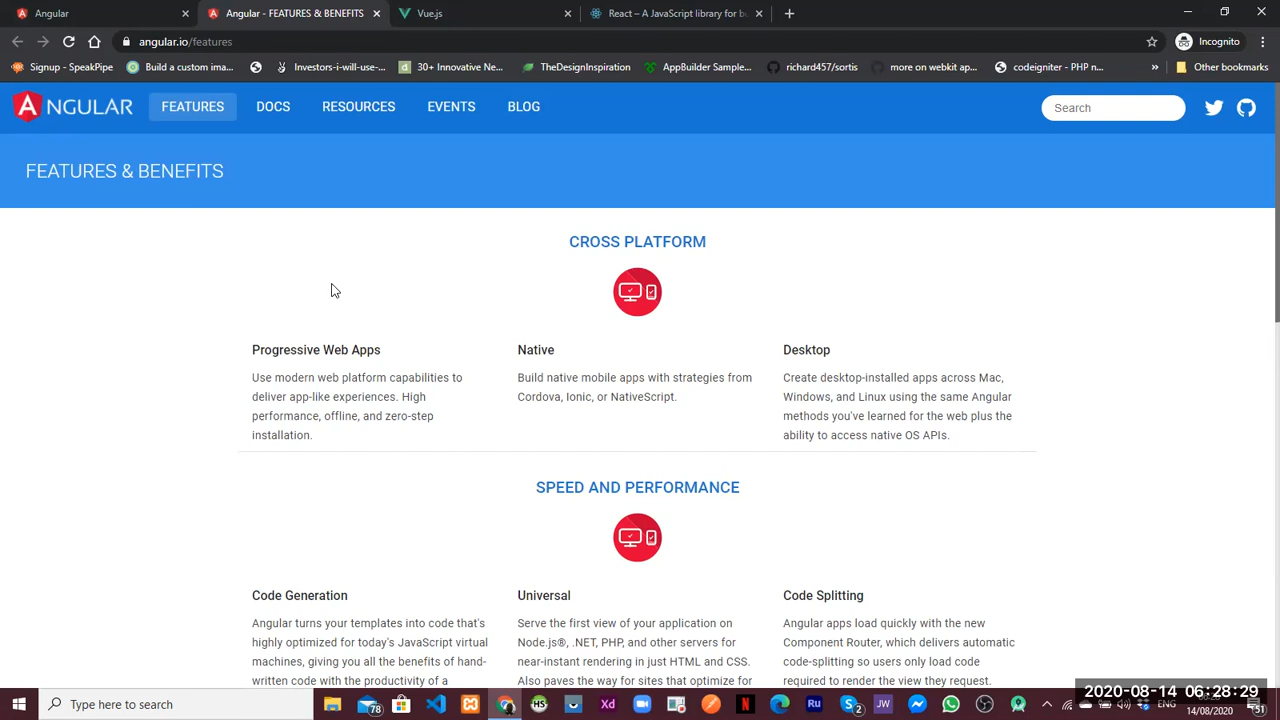 Angular
Angular - FEATURES & BENEFITS
Vue.js
React – A JavaScript library for bu
angular.io/features
Incognito
Signup - SpeakPipe
Build a custom ima...
Investors-i-will-use-...
30+ Innovative Ne...
TheDesignInspiration
AppBuilder Sample...
richard457/sortis
more on webkit ap...
codeigniter - PHP n...
»
Other bookmarks
ANGULAR
FEATURES
DOCS
RESOURCES
EVENTS
BLOG
Search
FEATURES & BENEFITS
CROSS PLATFORM
Progressive Web Apps
Use modern web platform capabilities to
deliver app-like experiences. High
performance, offline, and zero-step
installation.
Native
Build native mobile apps with strategies from
Cordova, Ionic, or NativeScript.
Desktop
Create desktop-installed apps across Mac,
Windows, and Linux using the same Angular
methods you've learned for the web plus the
ability to access native OS APIs.
SPEED AND PERFORMANCE
Code Generation
Angular turns your templates into code that's
highly optimized for today's JavaScript virtual
machines, giving you all the benefits of hand-
written code with the productivity of a
Universal
Serve the first view of your application on
Node.js®, .NET, PHP, and other servers for
near-instant rendering in just HTML and CSS.
Also paves the way for sites that optimize for
Code Splitting
Angular apps load quickly with the new
Component Router, which delivers automatic
code-splitting so users only load code
required to render the view they request.
2020-08-14 06:28:29
Type here to search
78
HS
Xd
N
Ru
2
JW
ENG
14/08/2020
51